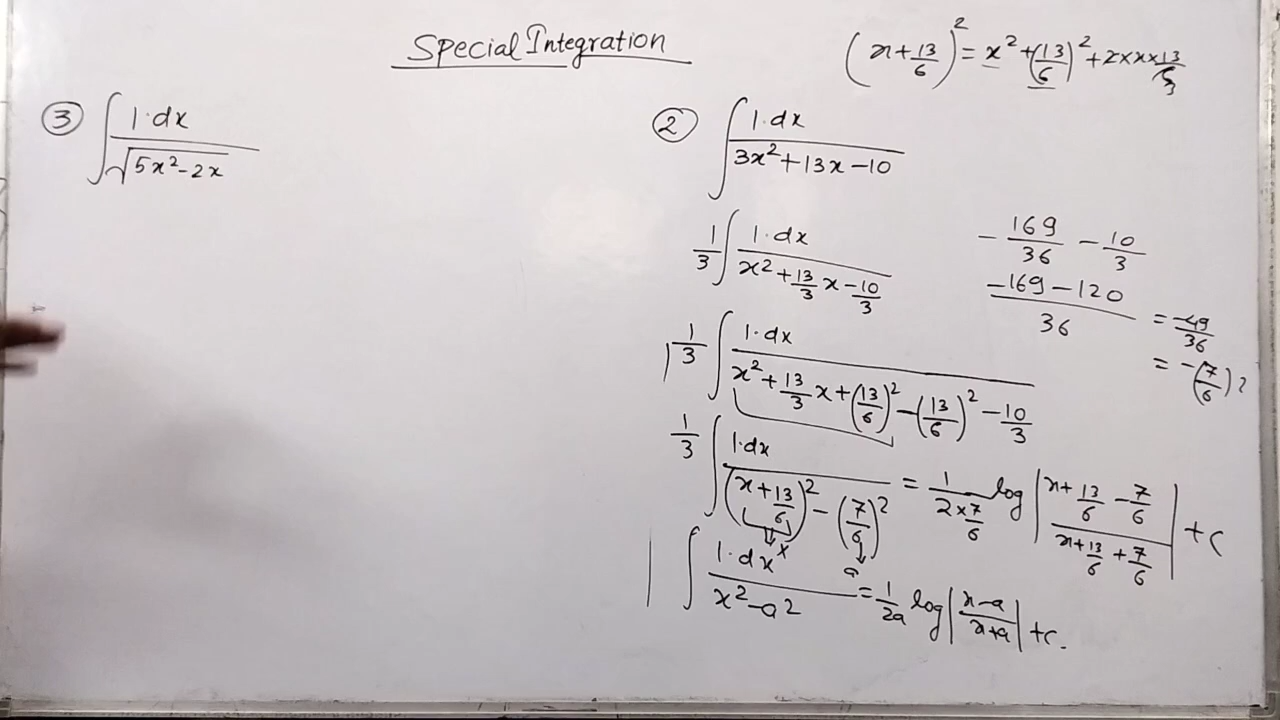 Special Integration
(x+13/6)² = x² + (13/6)² + 2×x×13/6 3
③ ∫ 1·dx / √(5x²-2x)
② ∫ 1·dx / (3x²+13x-10)
1/3 ∫ 1·dx / (x²+13/3 x-10/3)
-169/36 - 10/3
(-169-120)/36 = -49/36
= -(7/6)2
1/3 ∫ 1·dx / (x²+13/3 x+(13/6)²-(13/6)²-10/3)
1/3 ∫ 1·dx / ((x+13/6)²-(7/6)²) = 1/(2×7/6) log |(x+13/6-7/6)/(x+13/6+7/6)| + c
x a
∫ 1·dx / (x²-a²) = 1/2a log |(x-a)/(x+a)| + c.